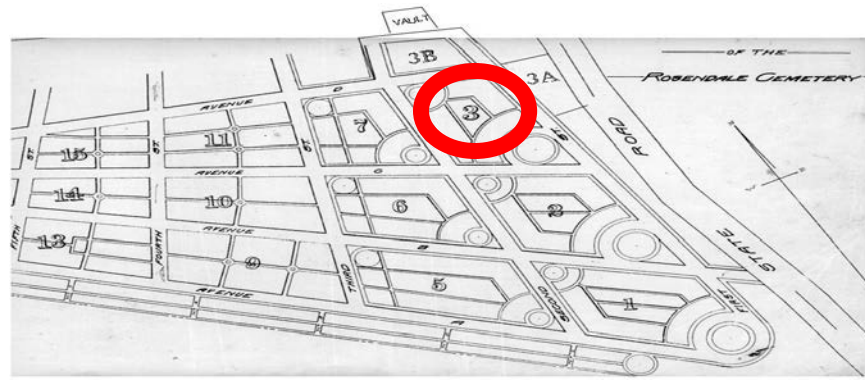 VAULT
OF THE
ROSENDALE CEMETERY
3B
3A
3
D
AVENUE
ST.
ROAD
STATE
7
11
15
ST.
ST.
ST.
C
AVENUE
6
10
14
2
B
AVENUE
13
FIFTH
FOURTH
9
THIRD
5
SECOND
1
FIRST
A
AVENUE